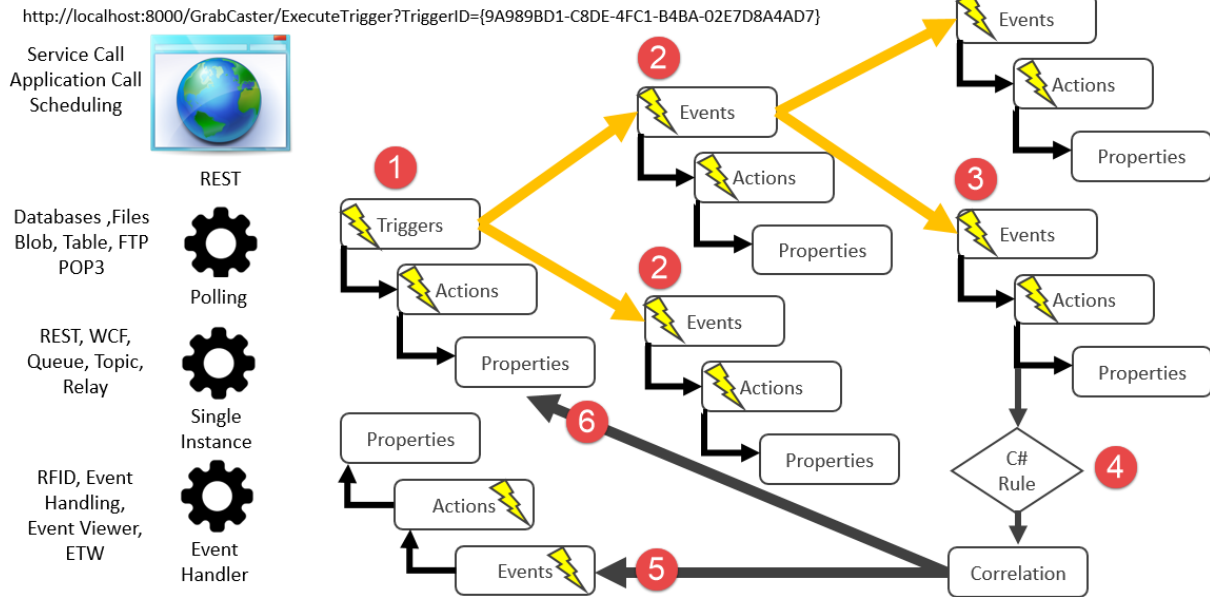 http://localhost:8000/GrabCaster/ExecuteTrigger?TriggerID={9A989BD1-C8DE-4FC1-B4BA-02E7D8A4AD7}
Service Call
Application Call
Scheduling
REST
Databases ,Files
Blob, Table, FTP
POP3
Polling
REST, WCF,
Queue, Topic,
Relay
Single
Instance
RFID, Event
Handling,
Event Viewer,
ETW
Event
Handler
1
Triggers
Actions
Properties
2
Events
Actions
Properties
2
Events
Actions
Properties
Events
Actions
Properties
3
Events
Actions
Properties
C#
Rule
4
Correlation
5
Events
Actions
Properties
6